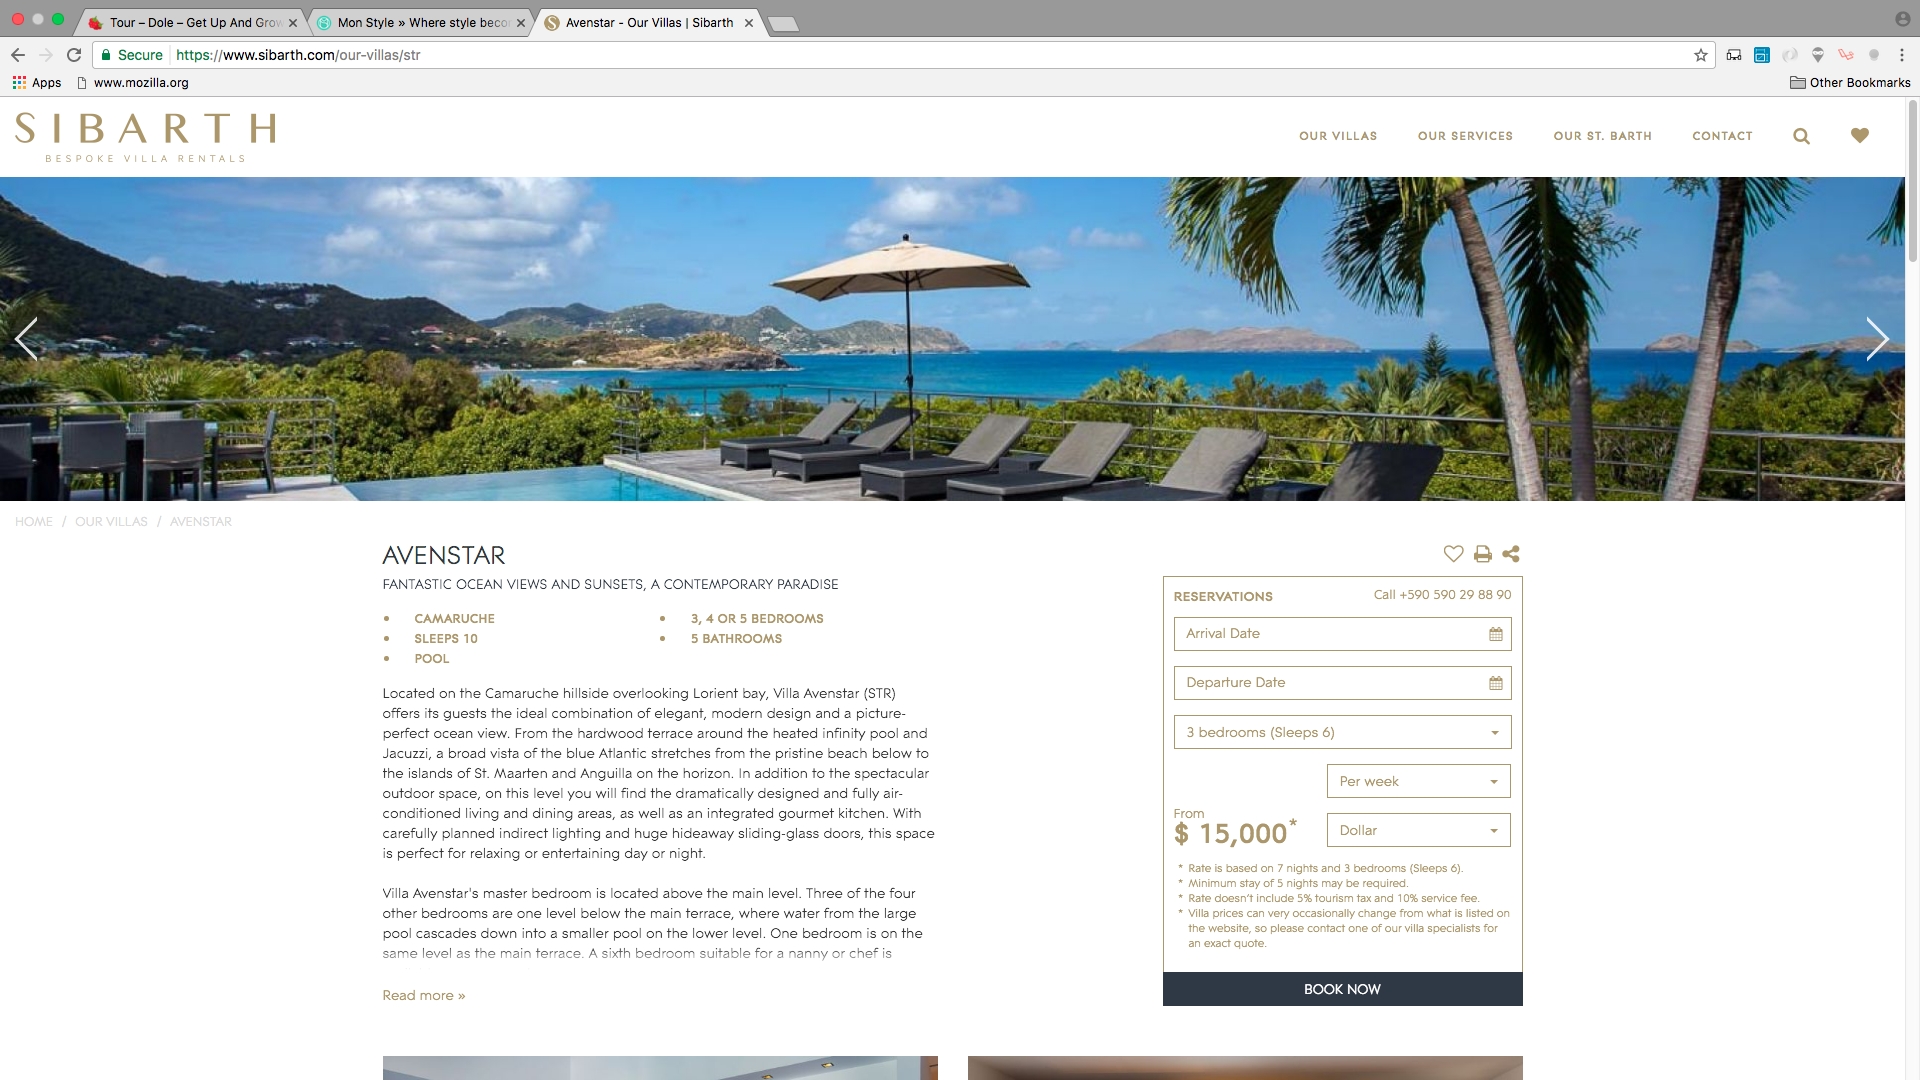 Tour – Dole – Get Up And Grow
Mon Style » Where style becor
Avenstar - Our Villas | Sibarth
Secure
https://www.sibarth.com/our-villas/str
Apps
www.mozilla.org
Other Bookmarks
SIBARTH
BESPOKE VILLA RENTALS
OUR VILLAS
OUR SERVICES
OUR ST. BARTH
CONTACT
HOME / OUR VILLAS / AVENSTAR
AVENSTAR
FANTASTIC OCEAN VIEWS AND SUNSETS, A CONTEMPORARY PARADISE
• CAMARUCHE
• SLEEPS 10
• POOL
• 3, 4 OR 5 BEDROOMS
• 5 BATHROOMS
Located on the Camaruche hillside overlooking Lorient bay, Villa Avenstar (STR)
offers its guests the ideal combination of elegant, modern design and a picture-
perfect ocean view. From the hardwood terrace around the heated infinity pool and
Jacuzzi, a broad vista of the blue Atlantic stretches from the pristine beach below to
the islands of St. Maarten and Anguilla on the horizon. In addition to the spectacular
outdoor space, on this level you will find the dramatically designed and fully air-
conditioned living and dining areas, as well as an integrated gourmet kitchen. With
carefully planned indirect lighting and huge hideaway sliding-glass doors, this space
is perfect for relaxing or entertaining day or night.
Villa Avenstar's master bedroom is located above the main level. Three of the four
other bedrooms are one level below the main terrace, where water from the large
pool cascades down into a smaller pool on the lower level. One bedroom is on the
same level as the main terrace. A sixth bedroom suitable for a nanny or chef is
Read more »
RESERVATIONS
Call +590 590 29 88 90
Arrival Date
Departure Date
3 bedrooms (Sleeps 6)
Per week
From
$ 15,000*
Dollar
* Rate is based on 7 nights and 3 bedrooms (Sleeps 6).
* Minimum stay of 5 nights may be required.
* Rate doesn't include 5% tourism tax and 10% service fee.
* Villa prices can very occasionally change from what is listed on
the website, so please contact one of our villa specialists for
an exact quote.
BOOK NOW